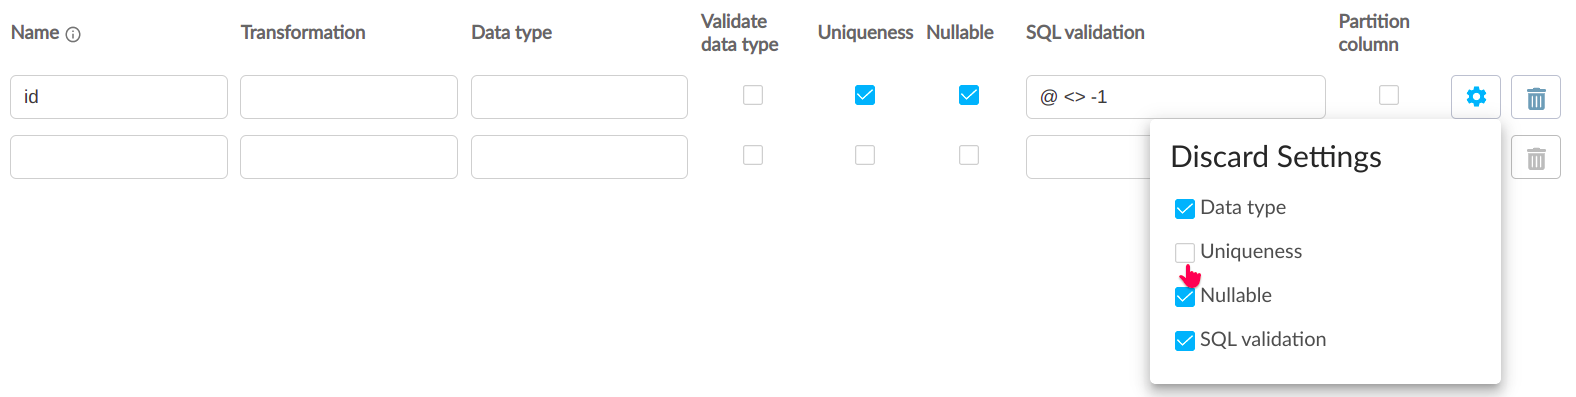 Name
Transformation
Data type
Validate
data type
Uniqueness
Nullable
SQL validation
Partition
column
id
@ <> -1
Discard Settings
Data type
Uniqueness
Nullable
SQL validation